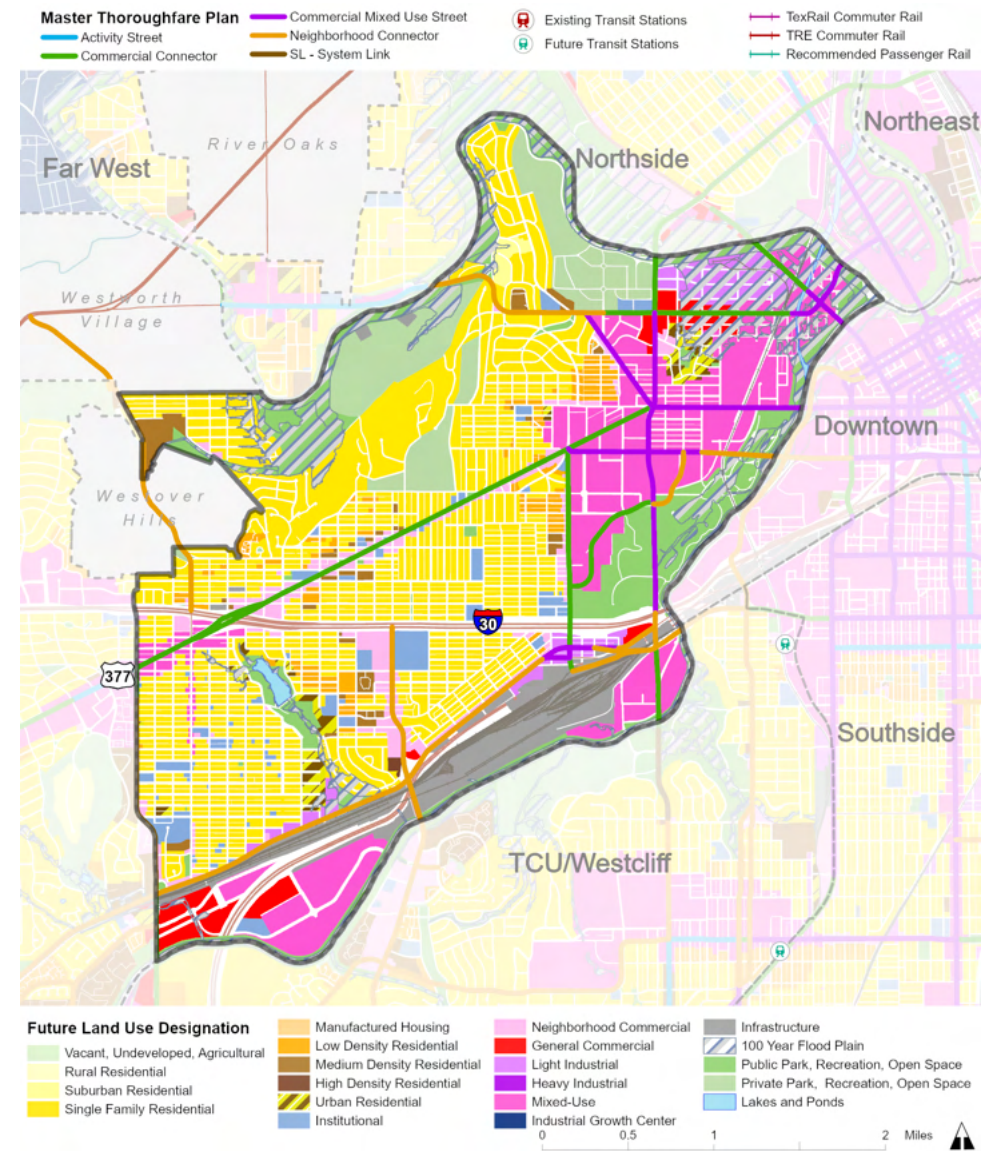 Master Thoroughfare Plan
Activity Street
Commercial Connector
Commercial Mixed Use Street
Neighborhood Connector
SL - System Link
Existing Transit Stations
Future Transit Stations
TexRail Commuter Rail
TRE Commuter Rail
Recommended Passenger Rail
Northeast
River Oaks
Northside
Far West
Westworth
Village
Downtown
Westover
Hills
30
377
Southside
TCU/Westcliff
Future Land Use Designation
Vacant, Undeveloped, Agricultural
Rural Residential
Suburban Residential
Single Family Residential
Manufactured Housing
Low Density Residential
Medium Density Residential
High Density Residential
Urban Residential
Institutional
Neighborhood Commercial
General Commercial
Light Industrial
Heavy Industrial
Mixed-Use
Industrial Growth Center
Infrastructure
100 Year Flood Plain
Public Park, Recreation, Open Space
Private Park, Recreation, Open Space
Lakes and Ponds
0 0.5 1 2 Miles